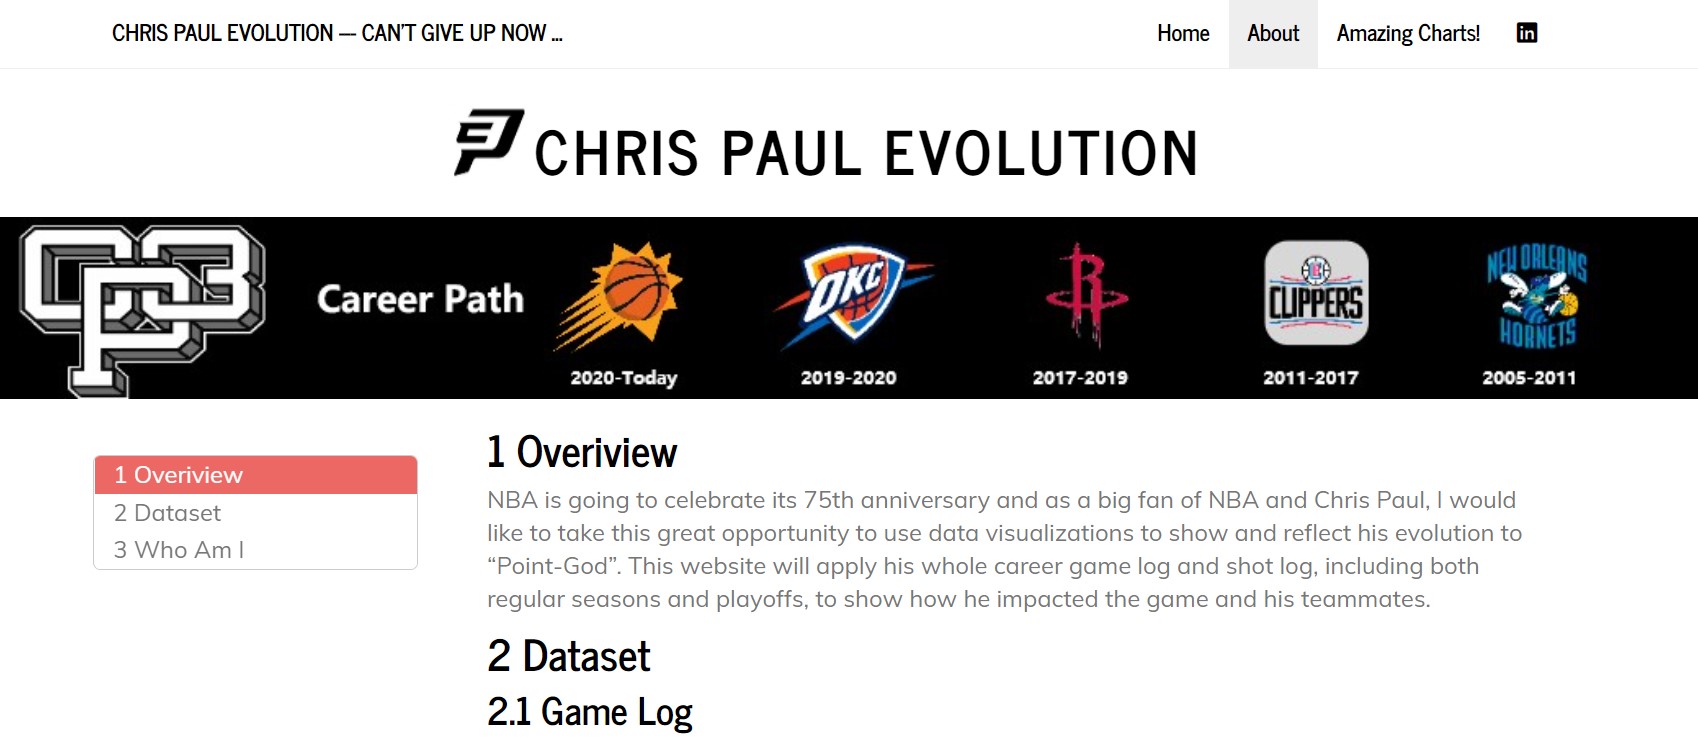 CHRIS PAUL EVOLUTION — CAN'T GIVE UP NOW ...
Home
About
Amazing Charts!
in
CHRIS PAUL EVOLUTION
CP3
Career Path
OKC
R
CLIPPERS
NEW ORLEANS
HORNETS
2020-Today
2019-2020
2017-2019
2011-2017
2005-2011
1 Overiview
2 Dataset
3 Who Am I
1 Overiview
NBA is going to celebrate its 75th anniversary and as a big fan of NBA and Chris Paul, I would
like to take this great opportunity to use data visualizations to show and reflect his evolution to
“Point-God”. This website will apply his whole career game log and shot log, including both
regular seasons and playoffs, to show how he impacted the game and his teammates.
2 Dataset
2.1 Game Log